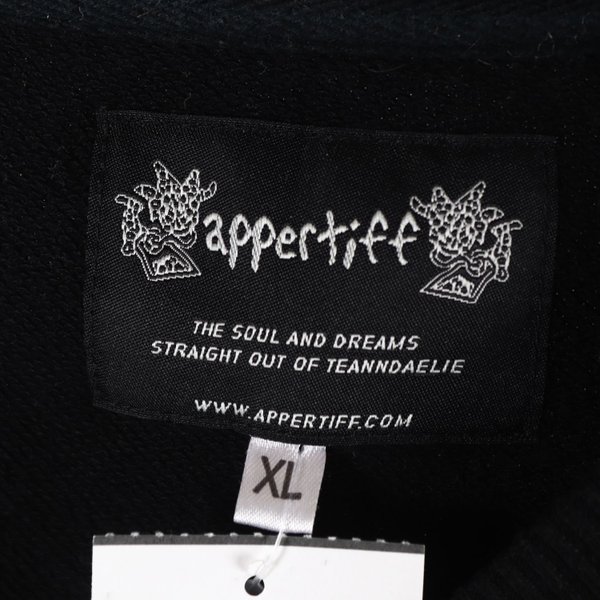 appertiff
THE SOUL AND DREAMS
STRAIGHT OUT OF TEANNDAELIE
WWW.APPERTIFF.COM
XL